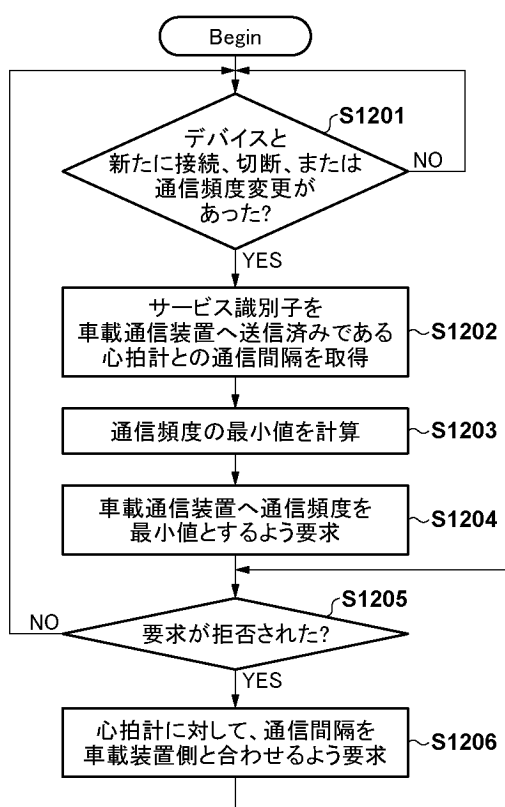 Begin
S1201
デバイスと
新たに接続、切断、または
通信頻度変更が
あった?
NO
YES
サービス識別子を
車載通信装置へ送信済みである
心拍計との通信間隔を取得
S1202
通信頻度の最小値を計算
S1203
車載通信装置へ通信頻度を
最小値とするよう要求
S1204
S1205
要求が拒否された?
NO
YES
心拍計に対して、通信間隔を
車載装置側と合わせるよう要求
S1206